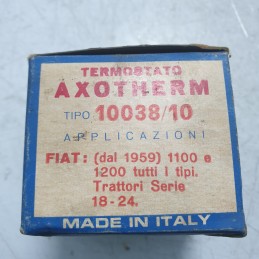 TERMOSTATO
AXOTHERM
TIPO 10038/10
APPLICAZIONI
FIAT: (dal 1959) 1100 e
1200 tutti i tipi.
Trattori Serie
18-24.
MADE IN ITALY